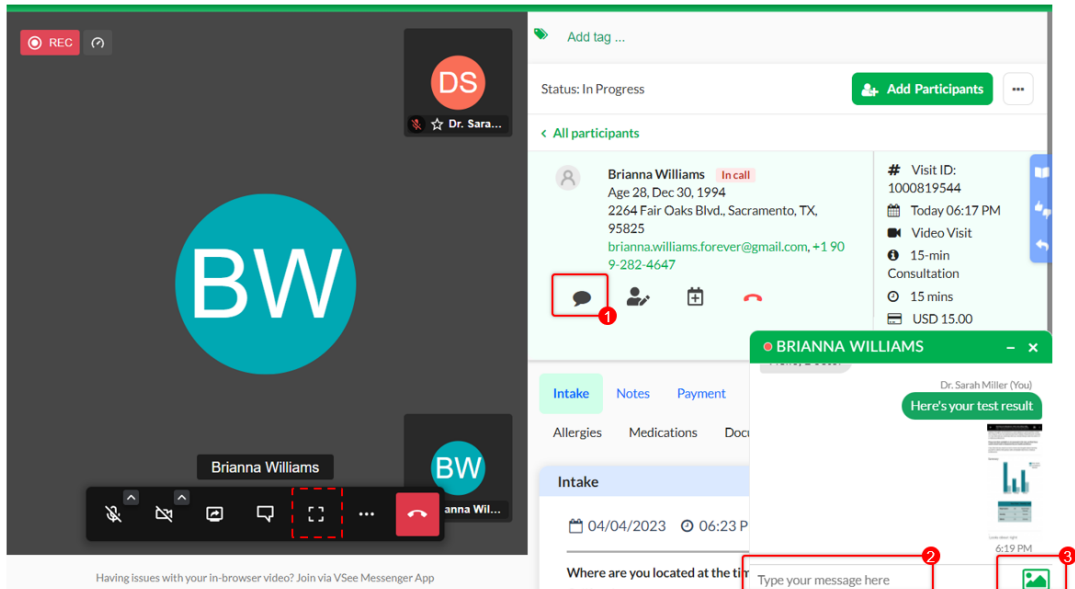 REC
DS
Dr. Sara...
BW
Brianna Williams
BW
anna Wil...
Having issues with your in-browser video? Join via VSee Messenger App
Add tag ...
Status: In Progress
Add Participants
...
< All participants
Brianna Williams In call
Age 28, Dec 30, 1994
2264 Fair Oaks Blvd., Sacramento, TX,
95825
brianna.williams.forever@gmail.com, +1 90
9-282-4647
1
# Visit ID:
1000819544
Today 06:17 PM
Video Visit
15-min
Consultation
15 mins
USD 15.00
Intake Notes Payment
Allergies Medications Docu
Intake
04/04/2023 06:23 P
Where are you located at the tim
BRIANNA WILLIAMS
Dr. Sarah Miller (You)
Here's your test result
6:19 PM
2
3
Type your message here